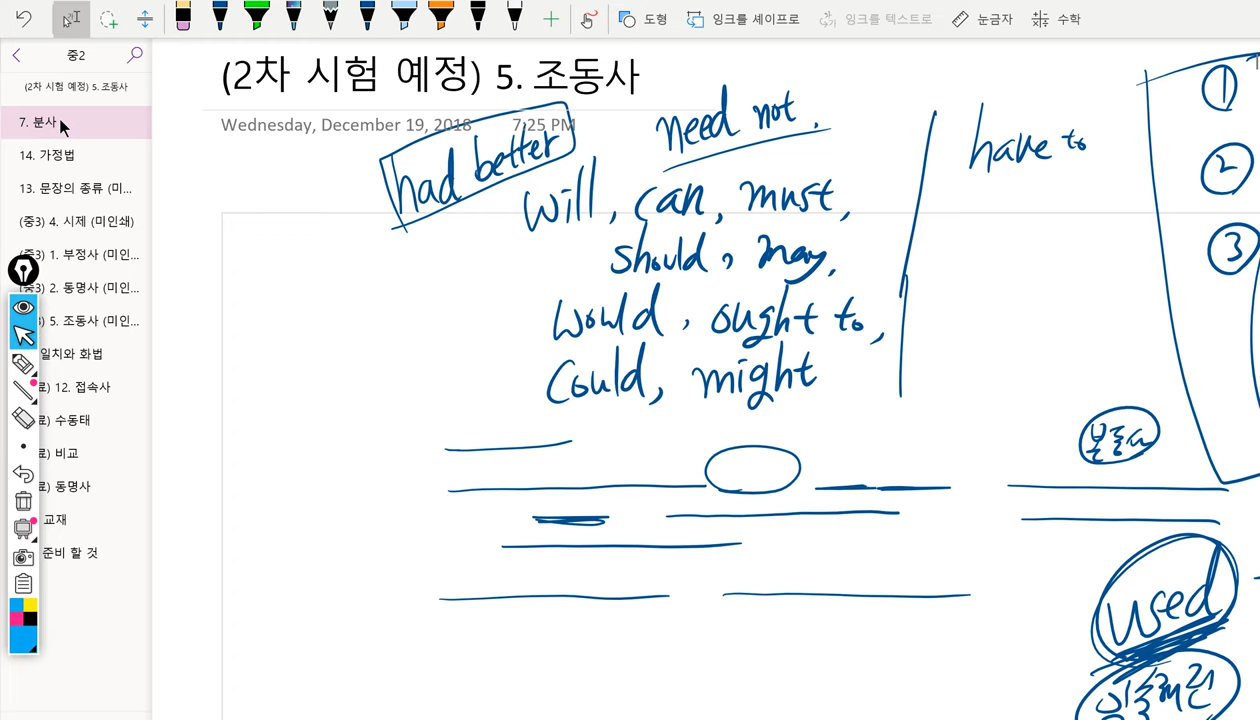 도형
잉크를 셰이프로
잉크를 텍스트로
눈금자
수학
중2
(2차 시험 예정) 5. 조동사
7. 분사
14. 가정법
13. 문장의 종류 (미...
(중3) 4. 시제 (미인쇄)
3) 1. 부정사 (미인...
3) 2. 동명사 (미인...
) 5. 조동사 (미인...
일치와 화법
료) 12. 접속사
료) 수동태
료) 비교
료) 동명사
교재
준비 할 것
(2차 시험 예정) 5. 조동사
Wednesday, December 19, 2018 7:25 PM
had better
need not.
will, can, must,
should, may,
would, ought to,
could, might
have to
①
②
③
본동사
used